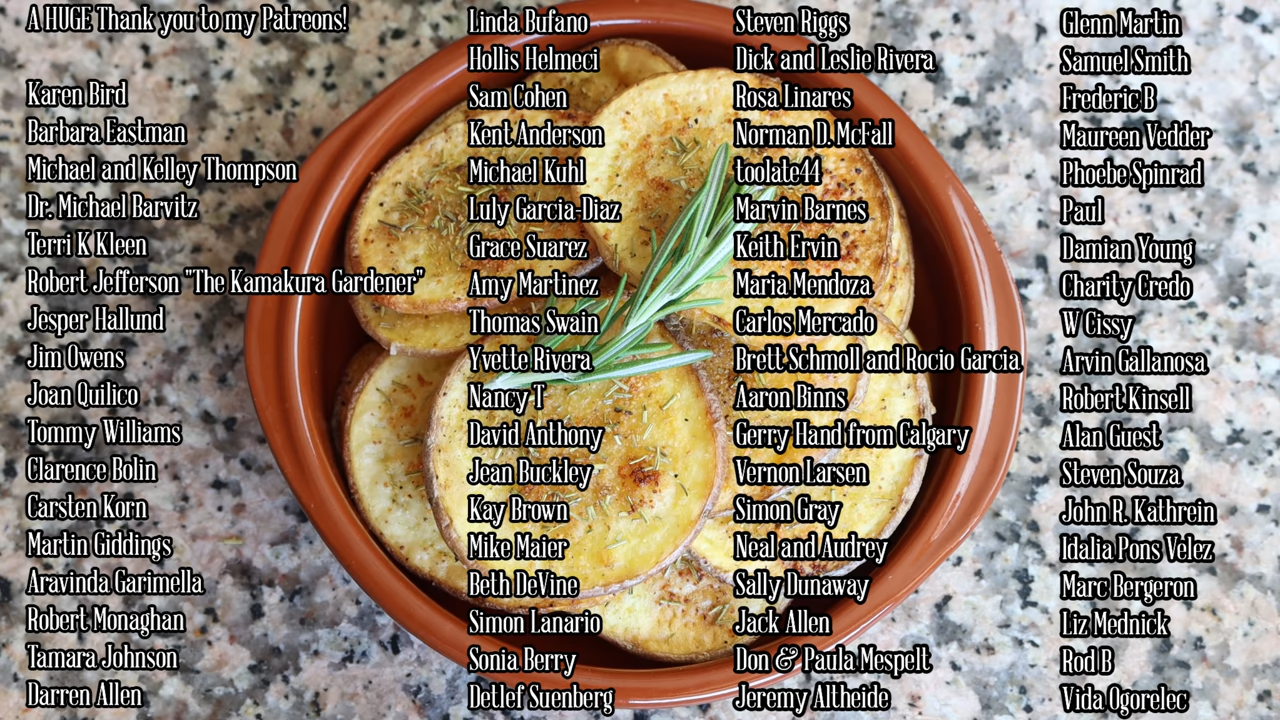 A HUGE Thank you to my Patreons!
Karen Bird
Barbara Eastman
Michael and Kelley Thompson
Dr. Michael Barvitz
Terri K Kleen
Robert Jefferson "The Kamakura Gardener"
Jesper Hallund
Jim Owens
Joan Quilico
Tommy Williams
Clarence Bolin
Carsten Korn
Martin Giddings
Aravinda Garimella
Robert Monaghan
Tamara Johnson
Darren Allen
Linda Bufano
Hollis Helmeci
Sam Cohen
Kent Anderson
Michael Kuhl
Luly Garcia-Diaz
Grace Suarez
Amy Martinez
Thomas Swain
Yvette Rivera
Nancy T
David Anthony
Jean Buckley
Kay Brown
Mike Maier
Beth DeVine
Simon Lanario
Sonia Berry
Detlef Suenberg
Steven Riggs
Dick and Leslie Rivera
Rosa Linares
Norman D. McFall
toolate44
Marvin Barnes
Keith Ervin
Maria Mendoza
Carlos Mercado
Brett Schmoll and Rocio Garcia
Aaron Binns
Gerry Hand from Calgary
Vernon Larsen
Simon Gray
Neal and Audrey
Sally Dunaway
Jack Allen
Don & Paula Mespelt
Jeremy Altheide
Glenn Martin
Samuel Smith
Frederic B
Maureen Vedder
Phoebe Spinrad
Paul
Damian Young
Charity Credo
W Cissy
Arvin Gallanosa
Robert Kinsell
Alan Guest
Steven Souza
John R. Kathrein
Idalia Pons Velez
Marc Bergeron
Liz Mednick
Rod B
Vida Ogorelec